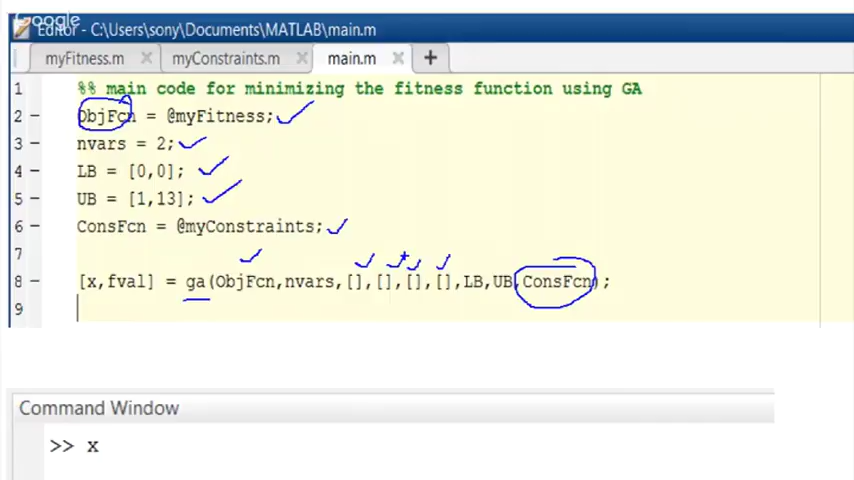 Google
Editor - C:\Users\sony\Documents\MATLAB\main.m
myFitness.m × myConstraints.m × main.m × +
1 %% main code for minimizing the fitness function using GA
2 - ObjFcn = @myFitness;
3 - nvars = 2;
4 - LB = [0,0];
5 - UB = [1,13];
6 - ConsFcn = @myConstraints;
7
8 - [x,fval] = ga(ObjFcn,nvars,[],[],[],[],LB,UB,ConsFcn);
9
Command Window
>> x